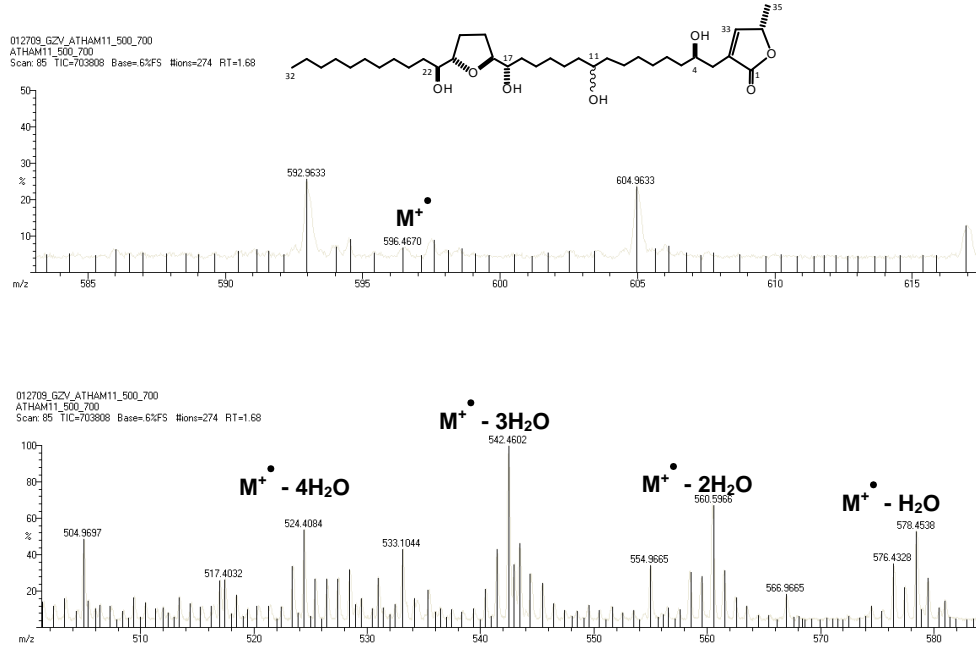 35
012709_GZV_ATHAM11_500_700
ATHAM11_500_700
Scan: 85 TIC=703808 Base=.6%FS #ions=274 RT=1.68
OH
33
32
22
17
11
4
O
O
1
O
OH
OH
OH
50
40
30
%
20
10
592.9633
M+•
596.4670
604.9633
m/z
585
590
595
600
605
610
615
012709_GZV_ATHAM11_500_700
ATHAM11_500_700
Scan: 85 TIC=703808 Base=.6%FS #ions=274 RT=1.68
100
80
60
%
40
20
M+• - 3H2O
542.4602
M+• - 4H2O
524.4084
M+• - 2H2O
560.5966
M+• - H2O
578.4538
504.9697
517.4032
533.1044
554.9665
566.9665
576.4328
m/z
510
520
530
540
550
560
570
580